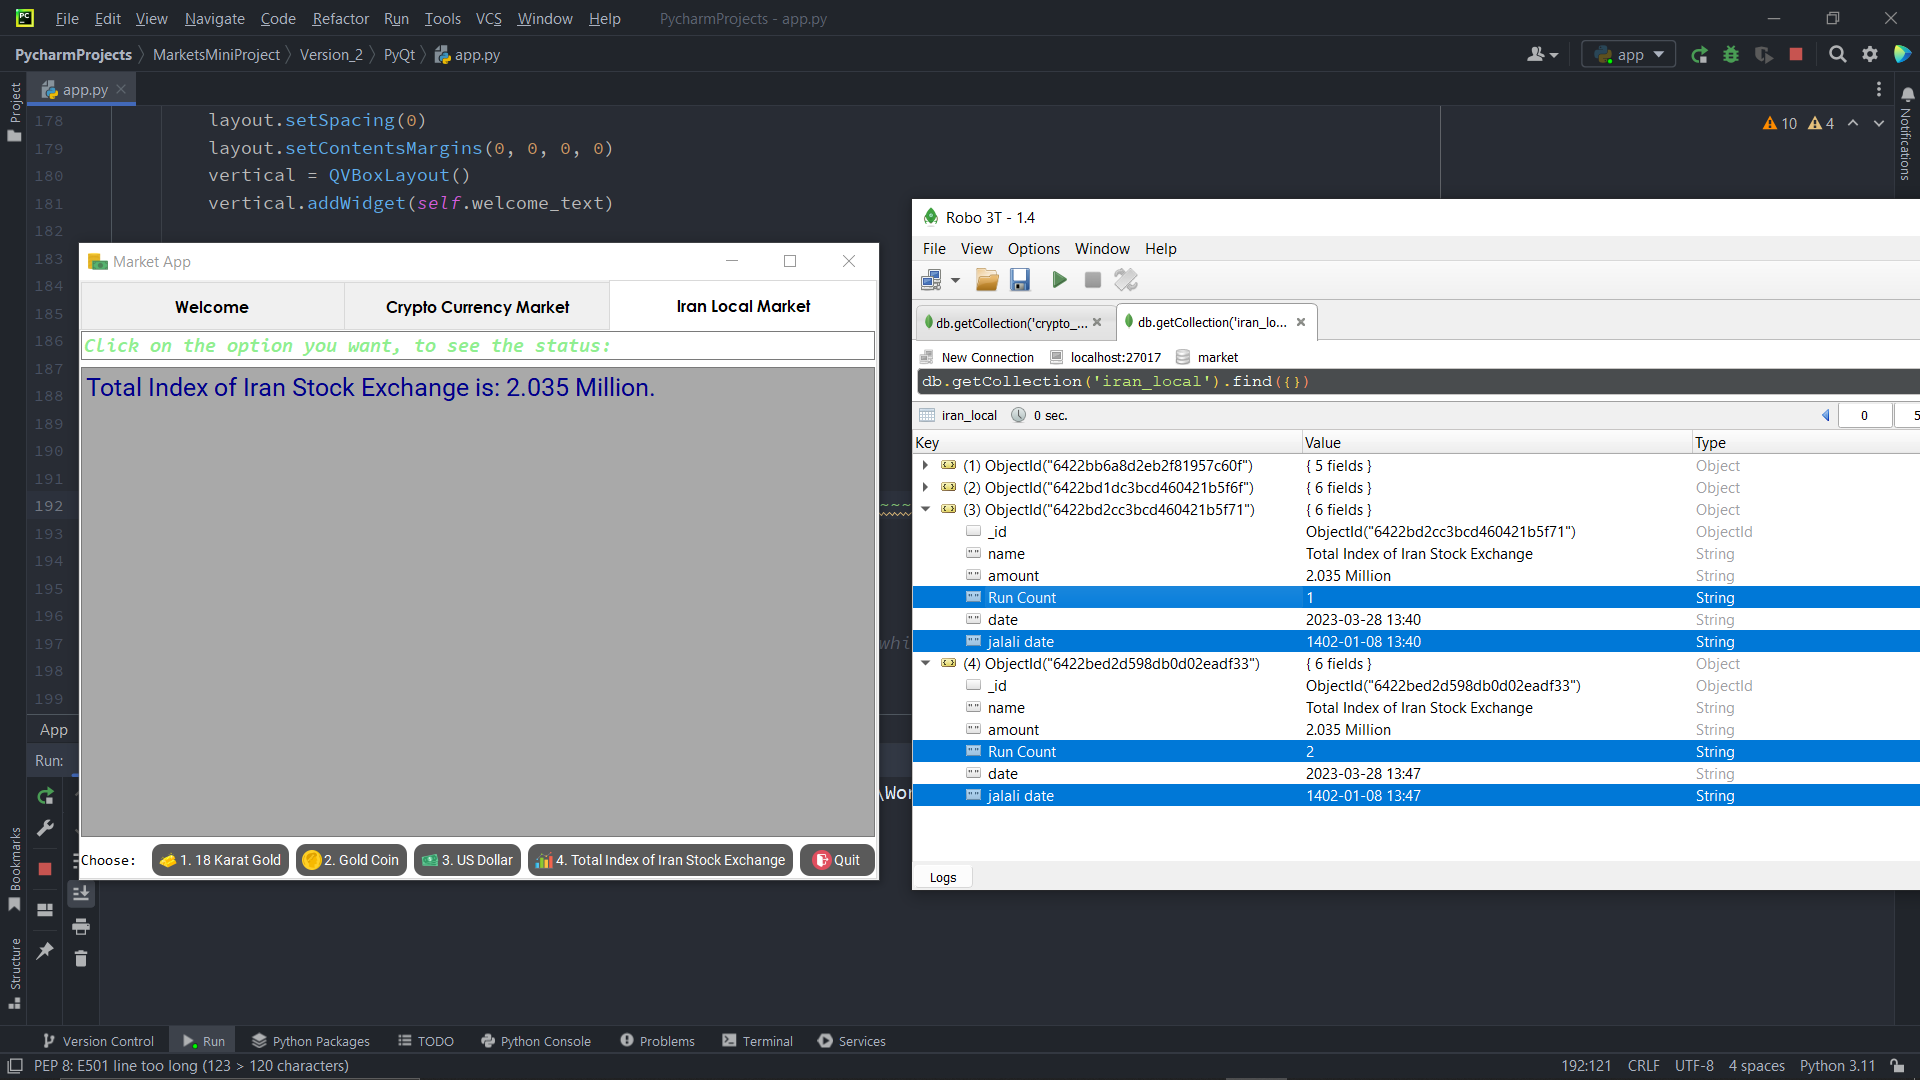 File Edit View Navigate Code Refactor Run Tools VCS Window Help PycharmProjects - app.py
PycharmProjects MarketsMiniProject Version_2 PyQt app.py
app
Project
app.py
Notifications
10 4
178 layout.setSpacing(0)
179 layout.setContentsMargins(0, 0, 0, 0)
180 vertical = QVBoxLayout()
181 vertical.addWidget(self.welcome_text)
182
183
184
185
186
187
188
189
190
191
192
193
194
195
196
197
198
199
Market App
Welcome
Crypto Currency Market
Iran Local Market
Click on the option you want, to see the status:
Total Index of Iran Stock Exchange is: 2.035 Million.
Choose: 1. 18 Karat Gold 2. Gold Coin 3. US Dollar 4. Total Index of Iran Stock Exchange Quit
Robo 3T - 1.4
File View Options Window Help
db.getCollection('crypto_... db.getCollection('iran_lo...
New Connection localhost:27017 market
db.getCollection('iran_local').find({})
iran_local 0 sec. 0 5
Key Value Type
(1) ObjectId("6422bb6a8d2eb2f81957c60f") { 5 fields } Object
(2) ObjectId("6422bd1dc3bcd460421b5f6f") { 6 fields } Object
(3) ObjectId("6422bd2cc3bcd460421b5f71") { 6 fields } Object
_id ObjectId("6422bd2cc3bcd460421b5f71") ObjectId
name Total Index of Iran Stock Exchange String
amount 2.035 Million String
Run Count 1 String
date 2023-03-28 13:40 String
jalali date 1402-01-08 13:40 String
(4) ObjectId("6422bed2d598db0d02eadf33") { 6 fields } Object
_id ObjectId("6422bed2d598db0d02eadf33") ObjectId
name Total Index of Iran Stock Exchange String
amount 2.035 Million String
Run Count 2 String
date 2023-03-28 13:47 String
jalali date 1402-01-08 13:47 String
Logs
App
Run:
\Wor
Bookmarks
Structure
Version Control Run Python Packages TODO Python Console Problems Terminal Services
PEP 8: E501 line too long (123 > 120 characters) 192:121 CRLF UTF-8 4 spaces Python 3.11